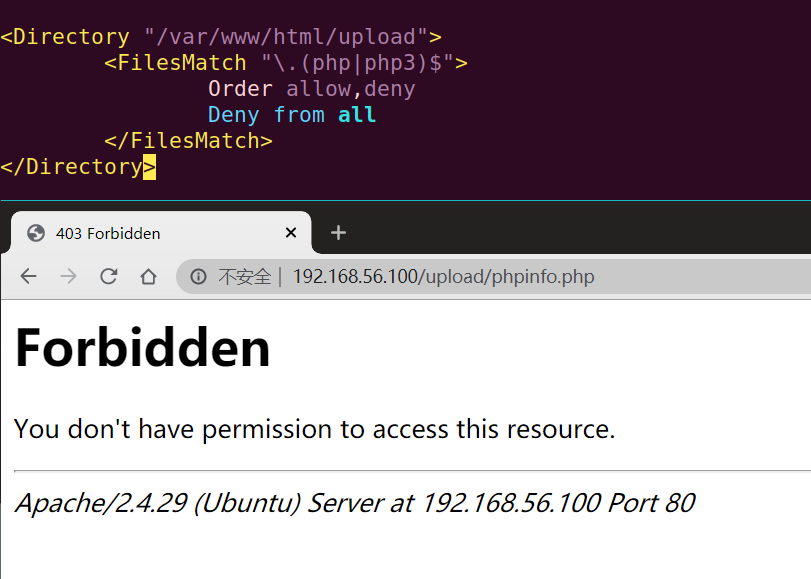 <Directory "/var/www/html/upload">
<FilesMatch "\.(php|php3)$">
Order allow,deny
Deny from all
</FilesMatch>
</Directory>
403 Forbidden
不安全 | 192.168.56.100/upload/phpinfo.php
Forbidden
You don't have permission to access this resource.
Apache/2.4.29 (Ubuntu) Server at 192.168.56.100 Port 80